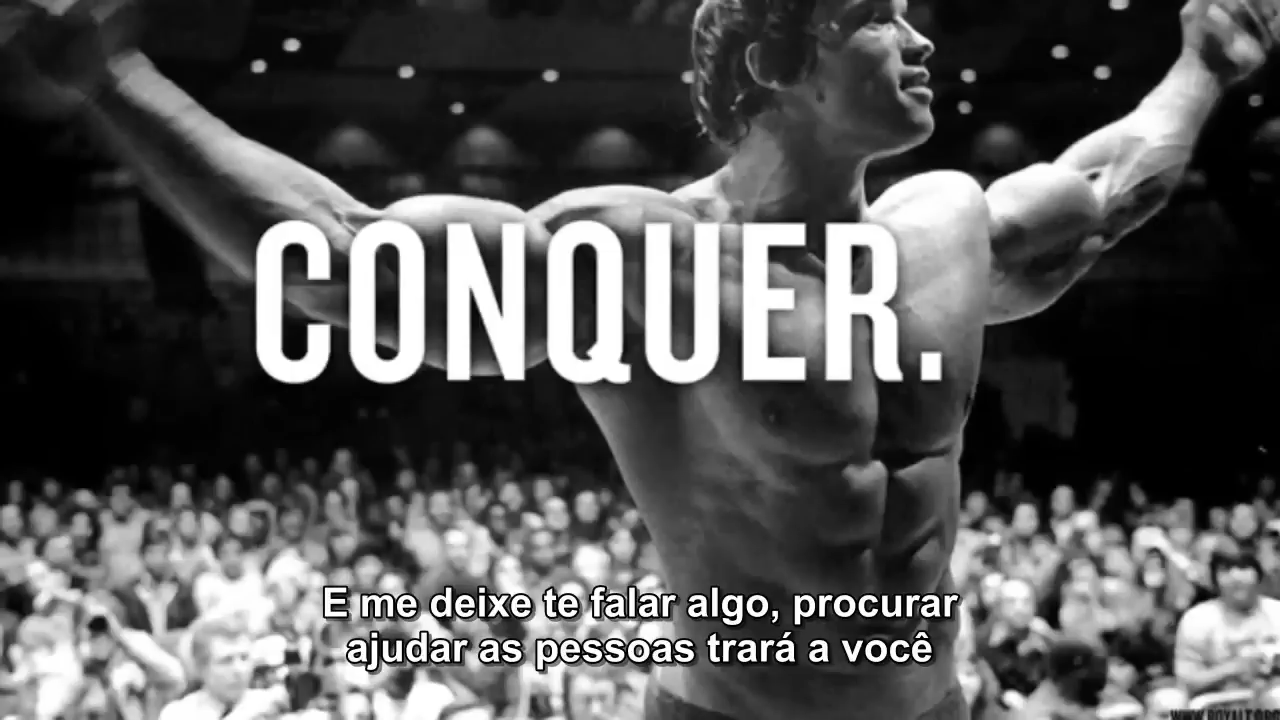 CONQUER.
E me deixe te falar algo, procurar
ajudar as pessoas trará a você